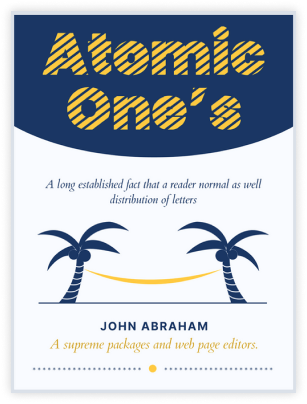 Atomic
One's
A long established fact that a reader normal as well
distribution of letters
JOHN ABRAHAM
A supreme packages and web page editors.